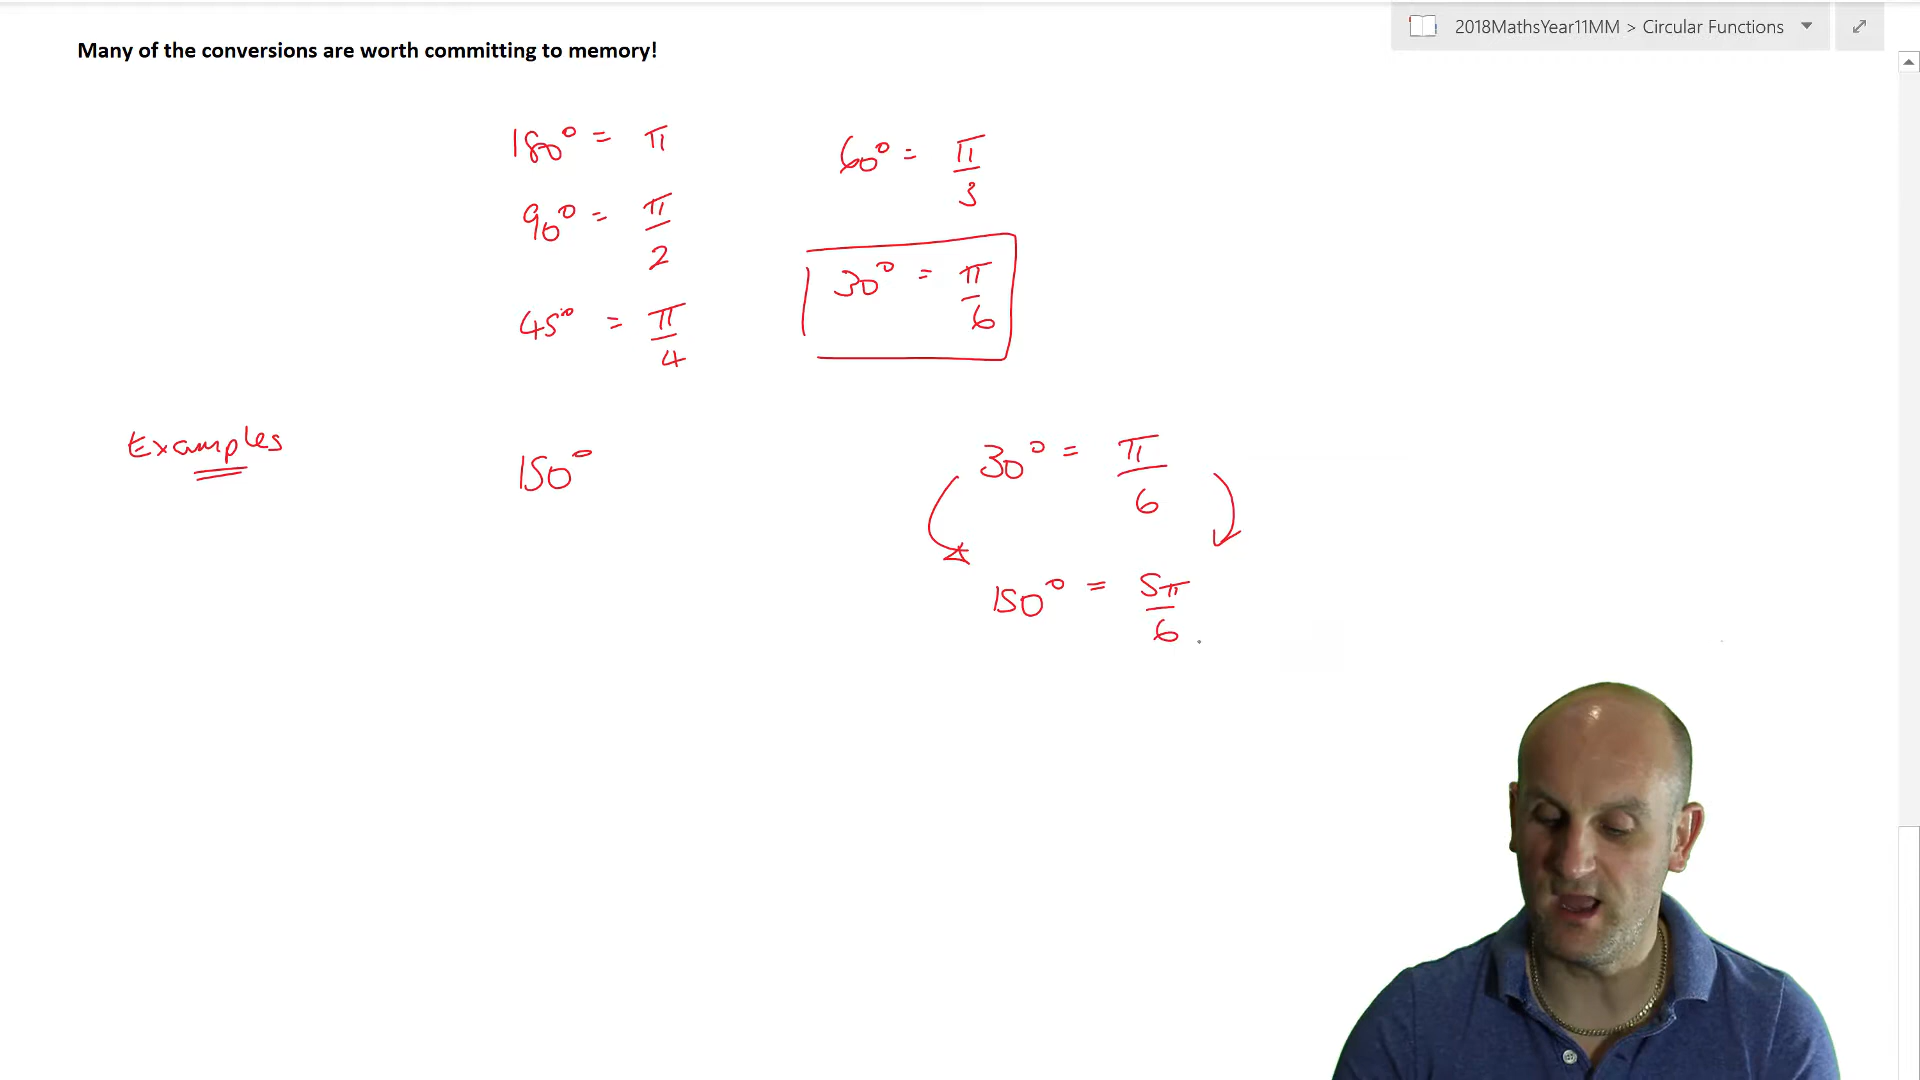 2018MathsYear11MM > Circular Functions
Many of the conversions are worth committing to memory!
180° = π
90° = π/2
45° = π/4
60° = π/3
30° = π/6
Examples
150°
30° = π/6
150° = 5π/6